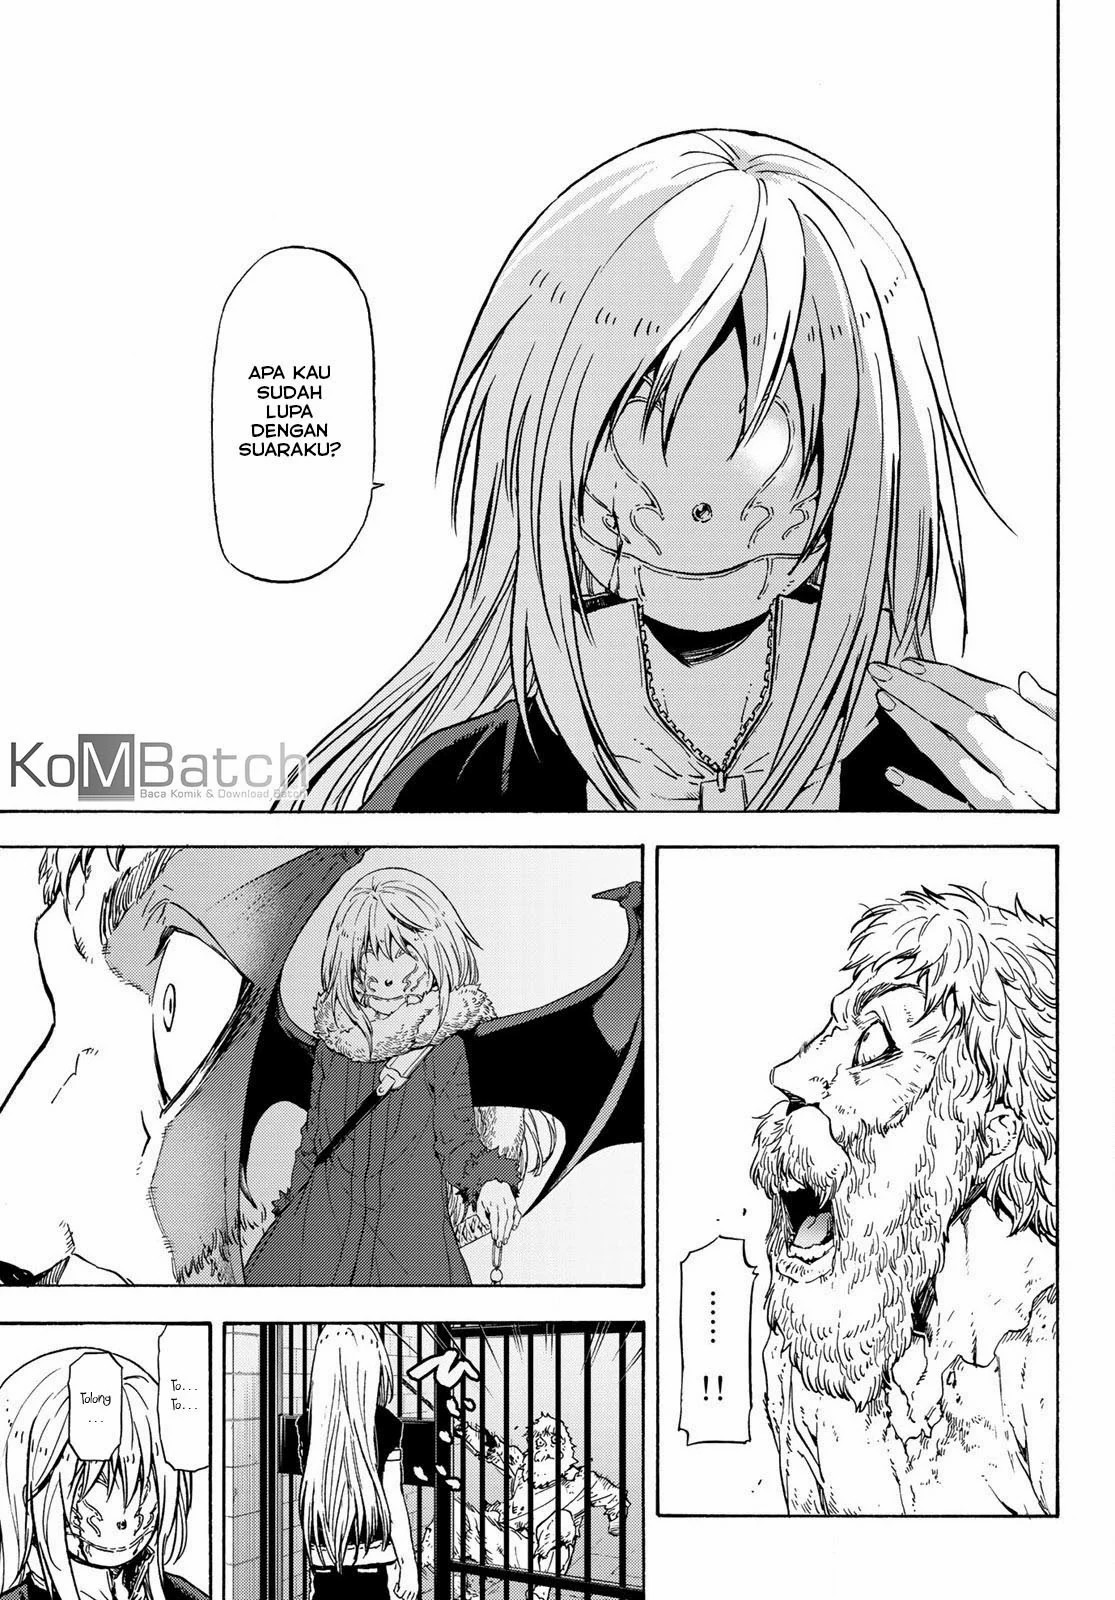 APA KAU
SUDAH
LUPA
DENGAN
SUARAKU?
KoMBatch
Baca Komik & Download Batch
......!!
To...
To...
Tolong
...